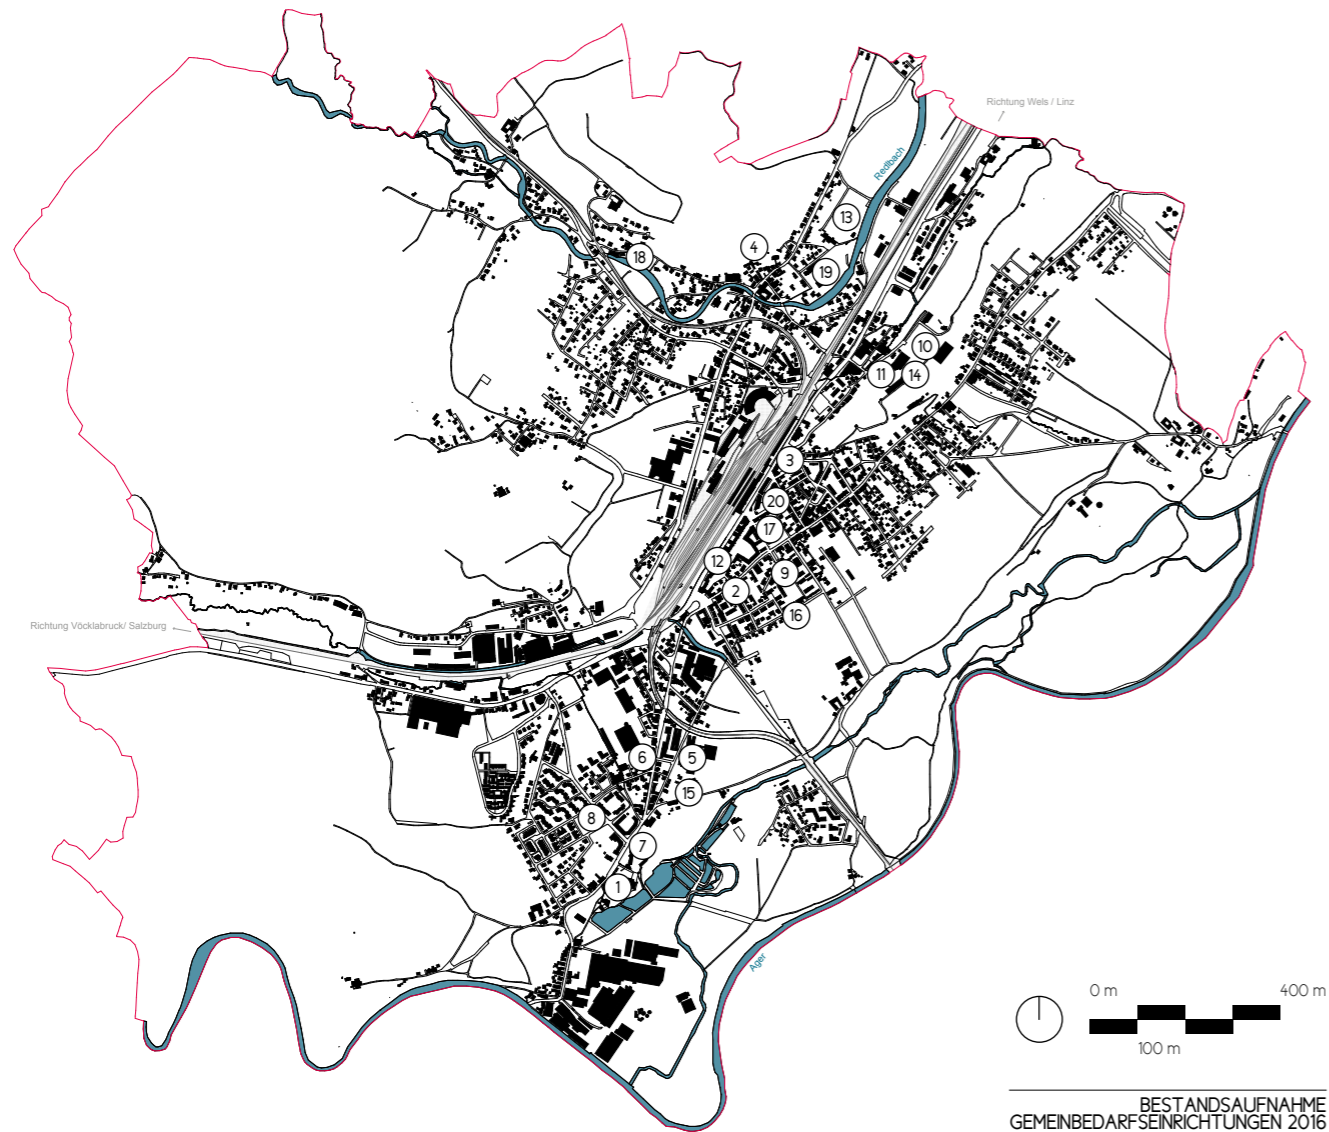 Richtung Wels / Linz
Redlbach
13
4
18
19
10
11
14
3
20
17
12
9
2
16
Richtung Vöcklabruck/ Salzburg
6
5
15
8
7
1
Ager
0 m
400 m
100 m
BESTANDSAUFNAHME
GEMEINBEDARFSEINRICHTUNGEN 2016